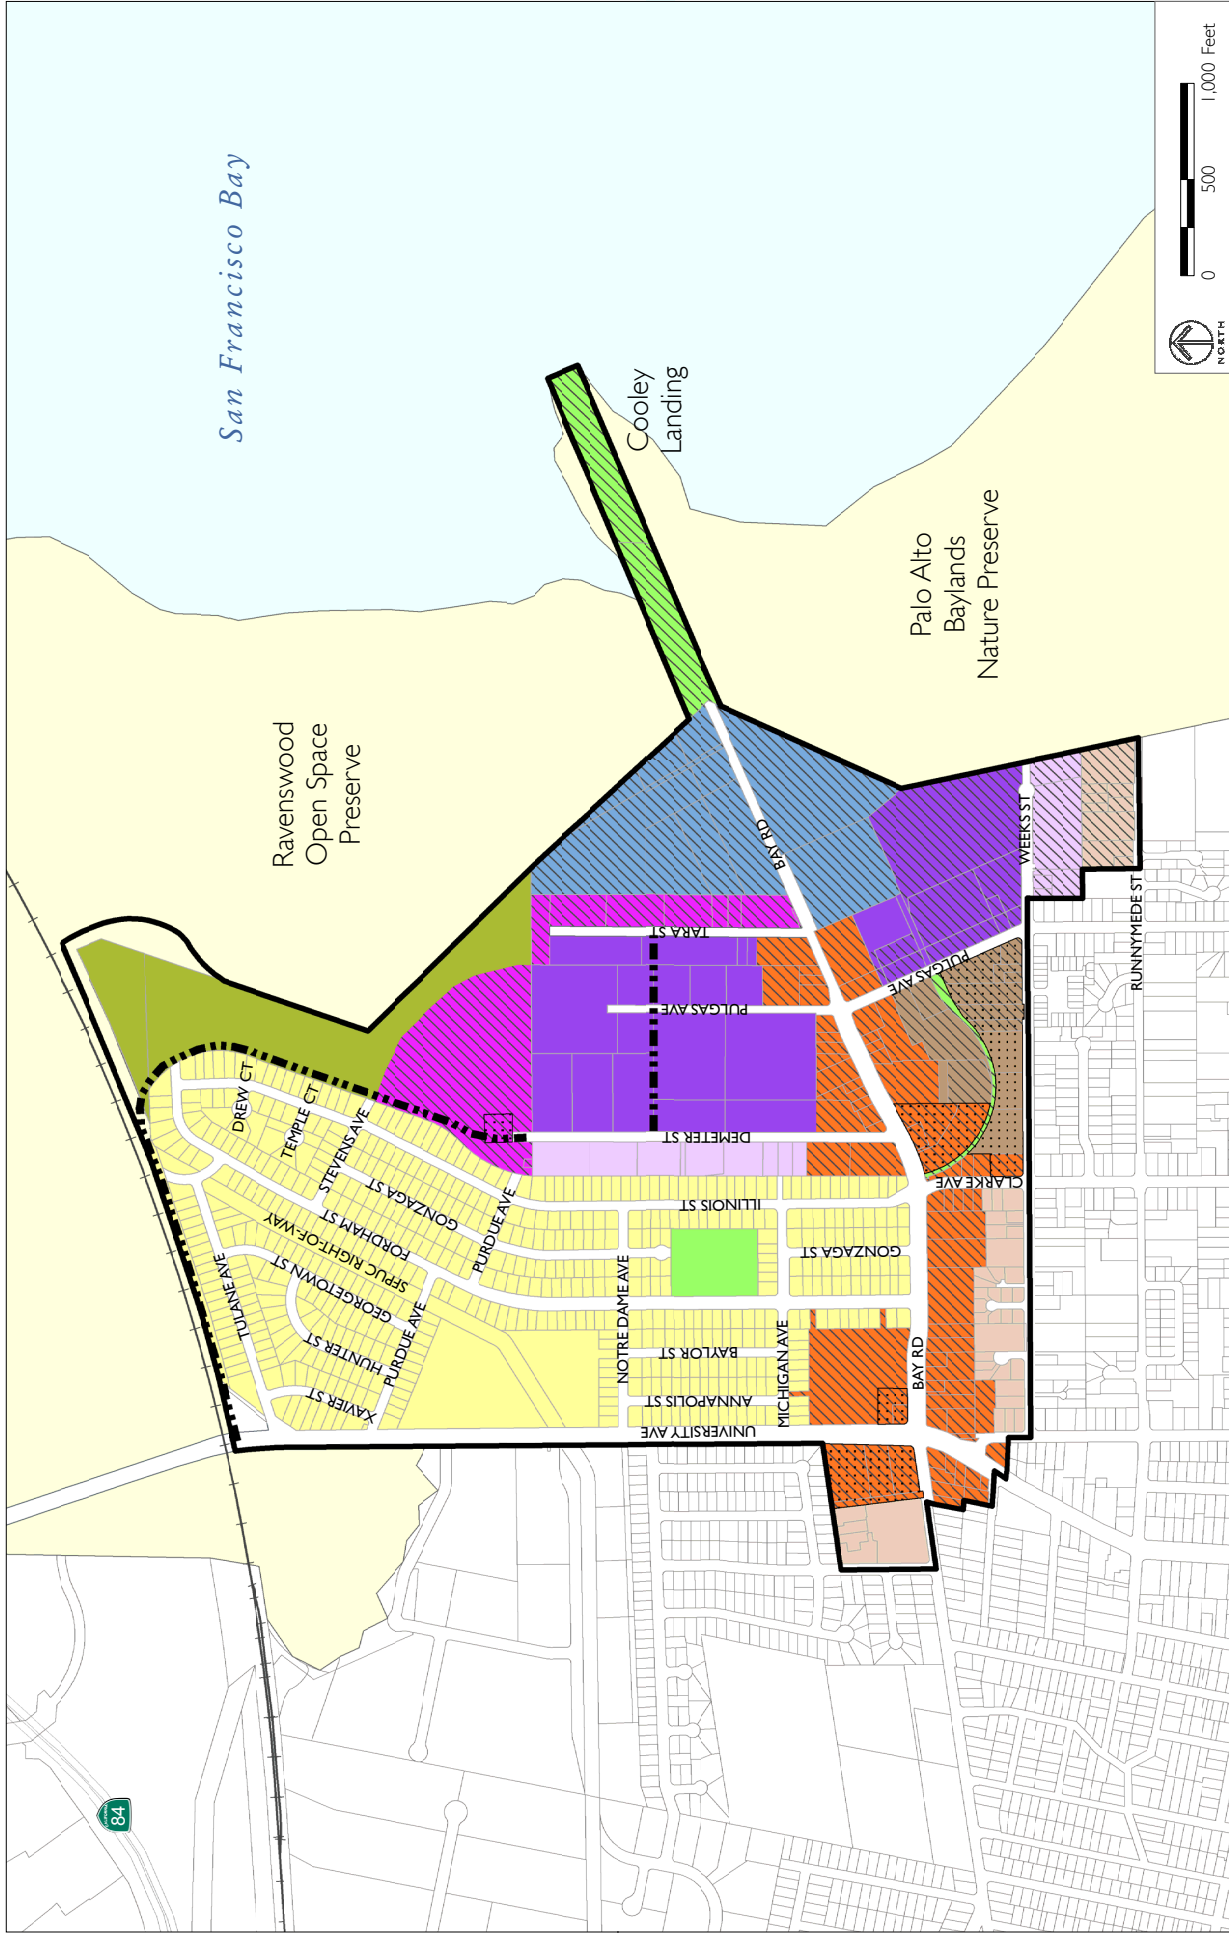 San Francisco Bay
Ravenswood
Open Space
Preserve
Cooley
Landing
Palo Alto
Baylands
Nature Preserve
CALIFORNIA
84
DREW CT
TEMPLE CT
STEVENS AVE
GONZAGA ST
FORDHAM ST
SFPUC RIGHT-OF-WAY
GEORGETOWN ST
HUNTER ST
XAVIER ST
TULANE AVE
PURDUE AVE
PURDUE AVE
NOTRE DAME AVE
MICHIGAN AVE
BAYLOR ST
ANNAPOLIS ST
UNIVERSITY AVE
ILLINOIS ST
GONZAGA ST
DEMETER ST
PULGAS AVE
TARA ST
BAY RD
BAY RD
PULGAS AVE
CLARKE AVE
WEEKS ST
RUNNYMEDE ST
NORTH
0
500
1,000 Feet